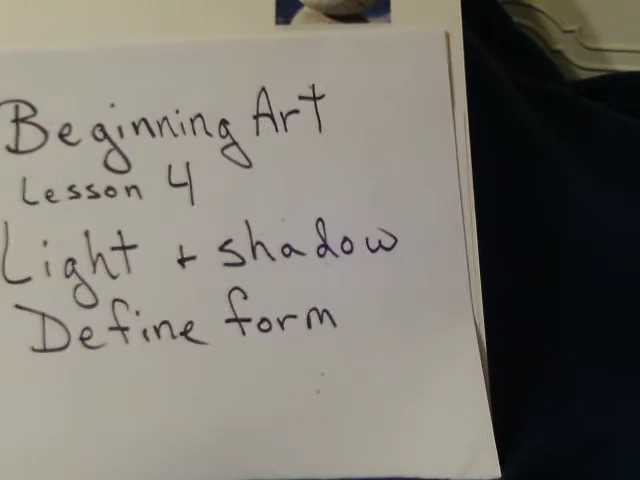 Beginning Art
Lesson 4
Light + shadow
Define form